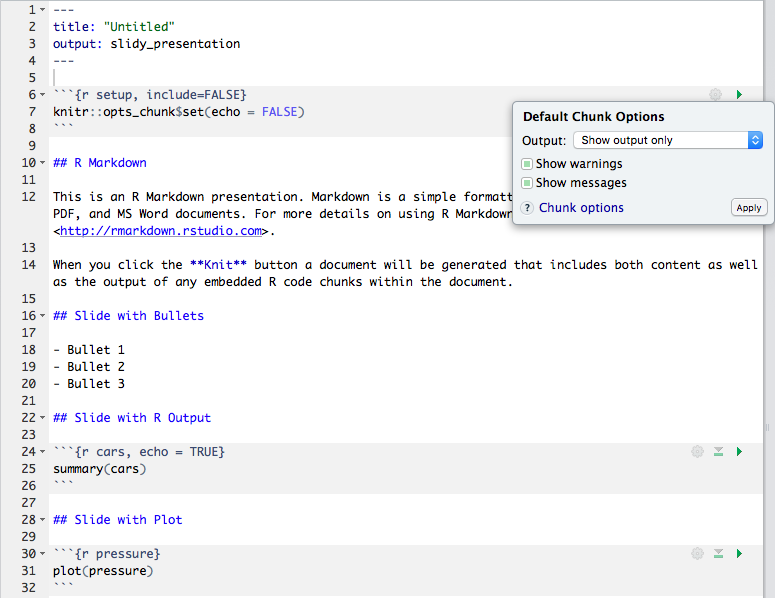 1 ---
2 title: "Untitled"
3 output: slidy_presentation
4 ---
5
6 ```{r setup, include=FALSE}
7 knitr::opts_chunk$set(echo = FALSE)
8 ```
Default Chunk Options
Output: Show output only
Show warnings
Show messages
? Chunk options
Apply
9
10 ## R Markdown
11
12 This is an R Markdown presentation. Markdown is a simple formatt
PDF, and MS Word documents. For more details on using R Markdown
<http://rmarkdown.rstudio.com>.
13
14 When you click the **Knit** button a document will be generated that includes both content as well
as the output of any embedded R code chunks within the document.
15
16 ## Slide with Bullets
17
18 - Bullet 1
19 - Bullet 2
20 - Bullet 3
21
22 ## Slide with R Output
23
24 ```{r cars, echo = TRUE}
25 summary(cars)
26 ```
27
28 ## Slide with Plot
29
30 ```{r pressure}
31 plot(pressure)
32 ```